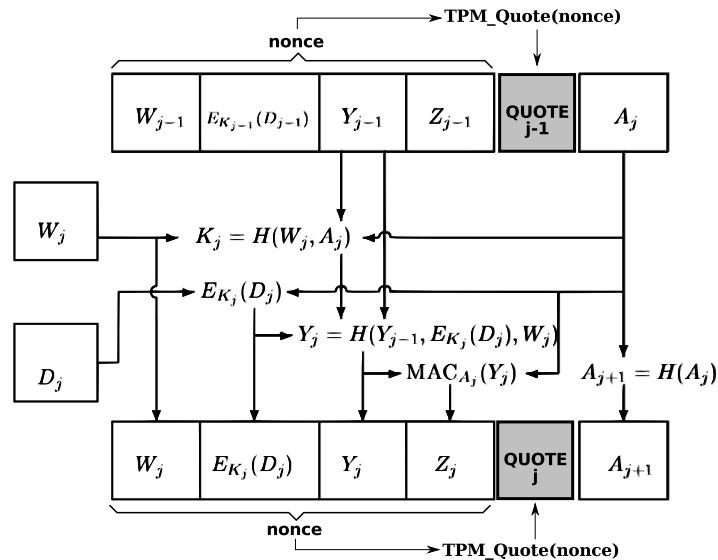 TPM_Quote(nonce)
nonce
W_{j-1} E_{K_{j-1}}(D_{j-1}) Y_{j-1} Z_{j-1} QUOTE j-1 A_j
W_j
K_j = H(W_j, A_j)
E_{K_j}(D_j)
Y_j = H(Y_{j-1}, E_{K_j}(D_j), W_j)
D_j
MAC_{A_j}(Y_j)
A_{j+1} = H(A_j)
W_j E_{K_j}(D_j) Y_j Z_j QUOTE j A_{j+1}
nonce
TPM_Quote(nonce)